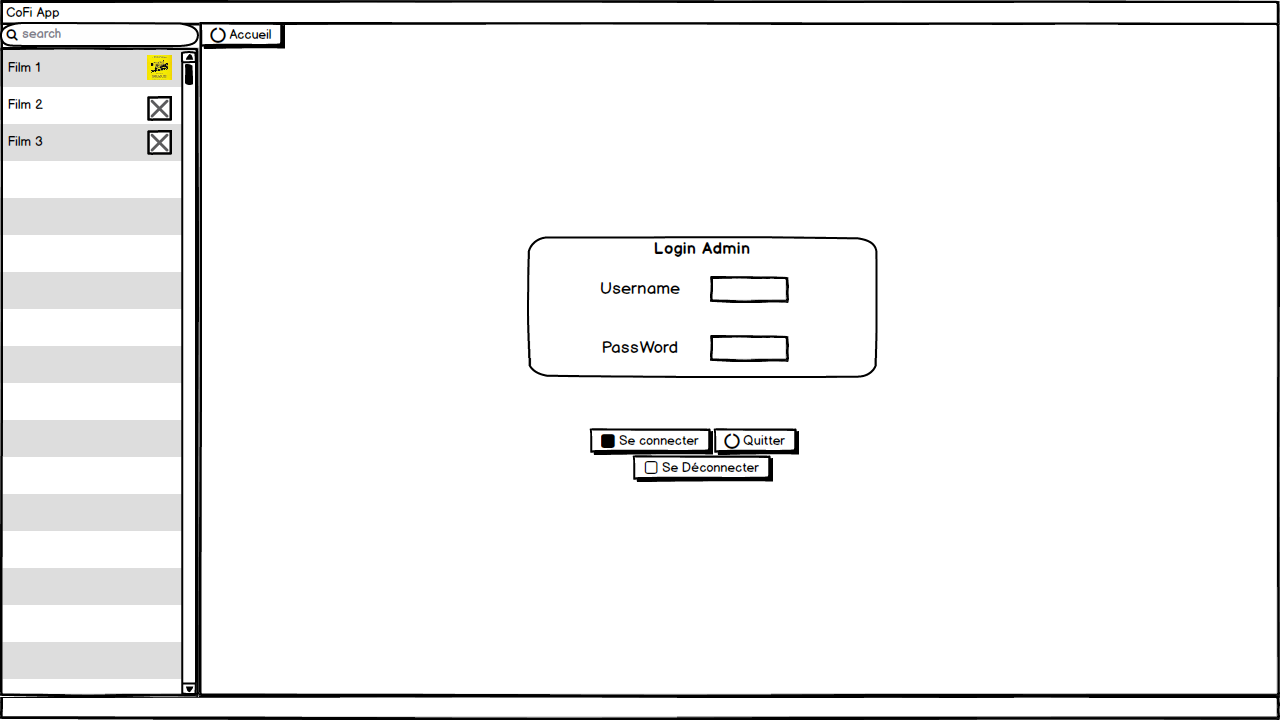 CoFi App
search
Accueil
Film 1
Film 2
Film 3
Login Admin
Username
PassWord
Se connecter
Quitter
Se Déconnecter